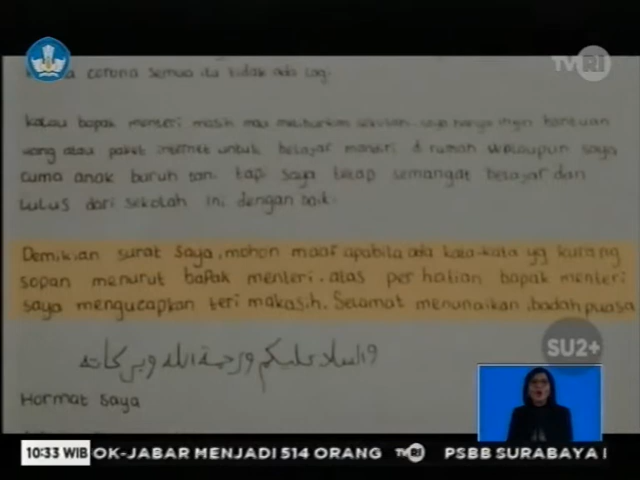 TVRI
corona semua itu tidak ada lagi.
Kalau bapak menteri masih mau meliburkan sekolah. saya hanya ingin bantuan
uang atau paket internet untuk belajar mandiri di rumah walaupun saya
cuma anak buruh tani. tapi saya tetap semangat belajar dan
lulus dari sekolah ini dengan baik.
Demikian surat saya, mohon maaf apabila ada kata-kata yg kurang
sopan menurut bapak menteri. atas perhatian bapak menteri
saya mengucapkan teri makasih. Selamat menunaikan ibadah puasa
والسلام عليكم ورحمة الله وبركاته
SU2+
Hormat saya
10:33 WIB OK-JABAR MENJADI 514 ORANG TVRI PSBB SURABAYA